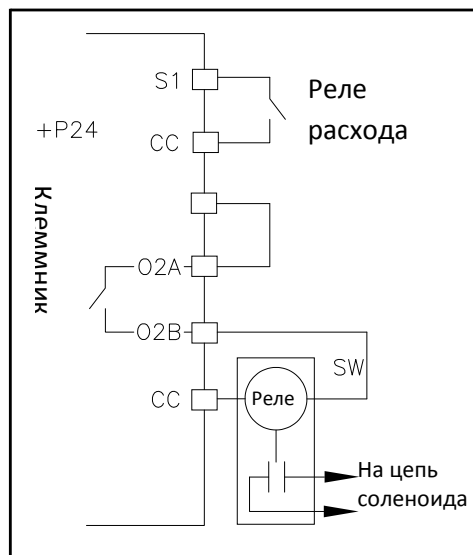 S1
Реле
расхода
+P24
CC
Клеммник
O2A
O2B
SW
CC
Реле
На цепь
соленоида